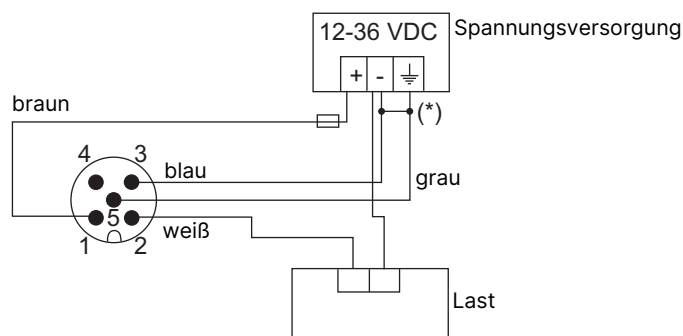 12-36 VDC Spannungsversorgung
+ -
braun
(*)
4 3
blau
grau
5
weiß
1 2
Last